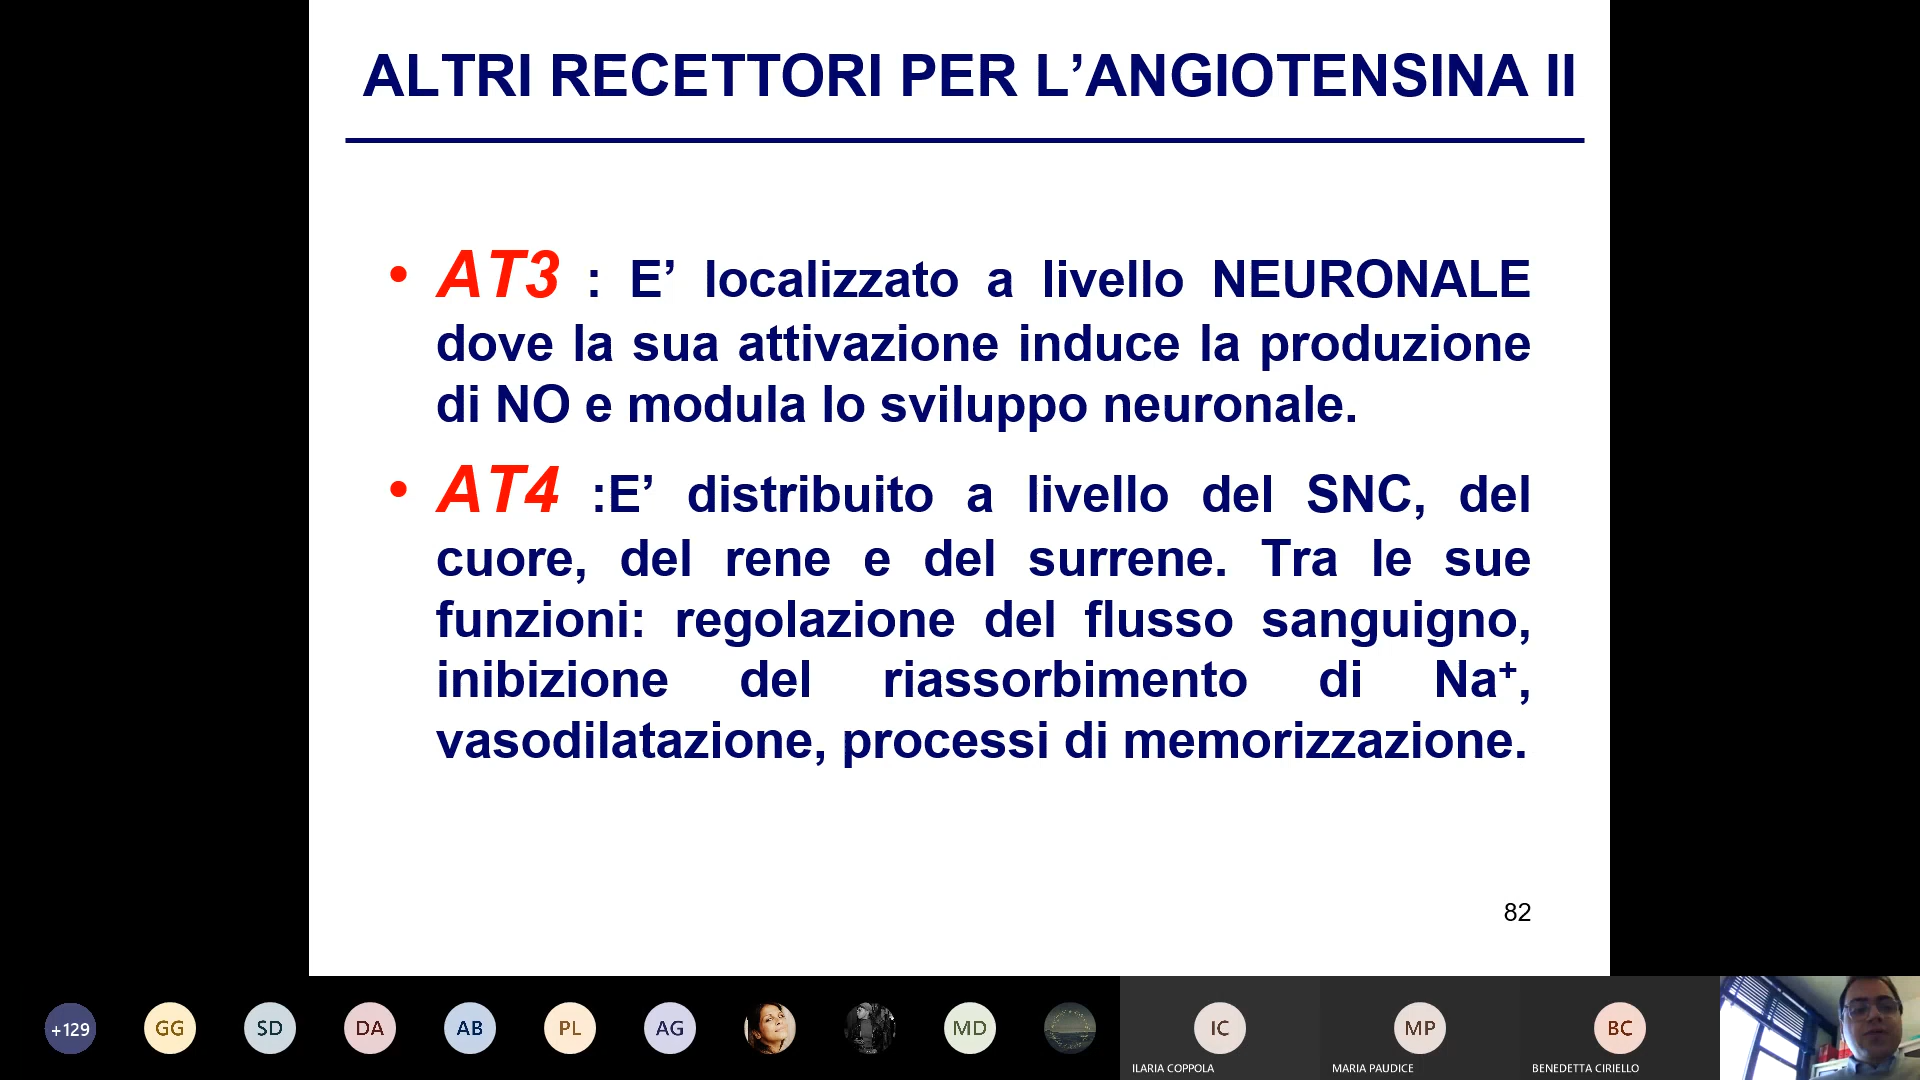 ALTRI RECETTORI PER L’ANGIOTENSINA II
• AT3 : E’ localizzato a livello NEURONALE
dove la sua attivazione induce la produzione
di NO e modula lo sviluppo neuronale.
• AT4 :E’ distribuito a livello del SNC, del
cuore, del rene e del surrene. Tra le sue
funzioni: regolazione del flusso sanguigno,
inibizione del riassorbimento di Na⁺,
vasodilatazione, processi di memorizzazione.
82
+129 GG SD DA AB PL AG MD IC MP BC
ILARIA COPPOLA MARIA PAUDICE BENEDETTA CIRIELLO